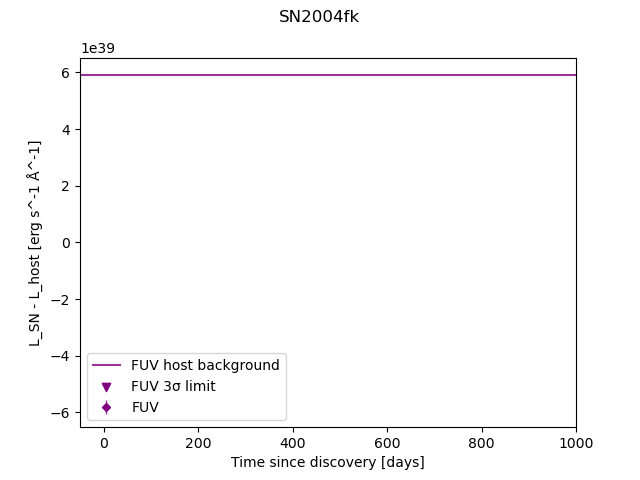 SN2004fk
1e39
6
4
2
0
−2
−4
−6
L_SN - L_host [erg s^-1 Å^-1]
FUV host background
FUV 3σ limit
FUV
0 200 400 600 800 1000
Time since discovery [days]